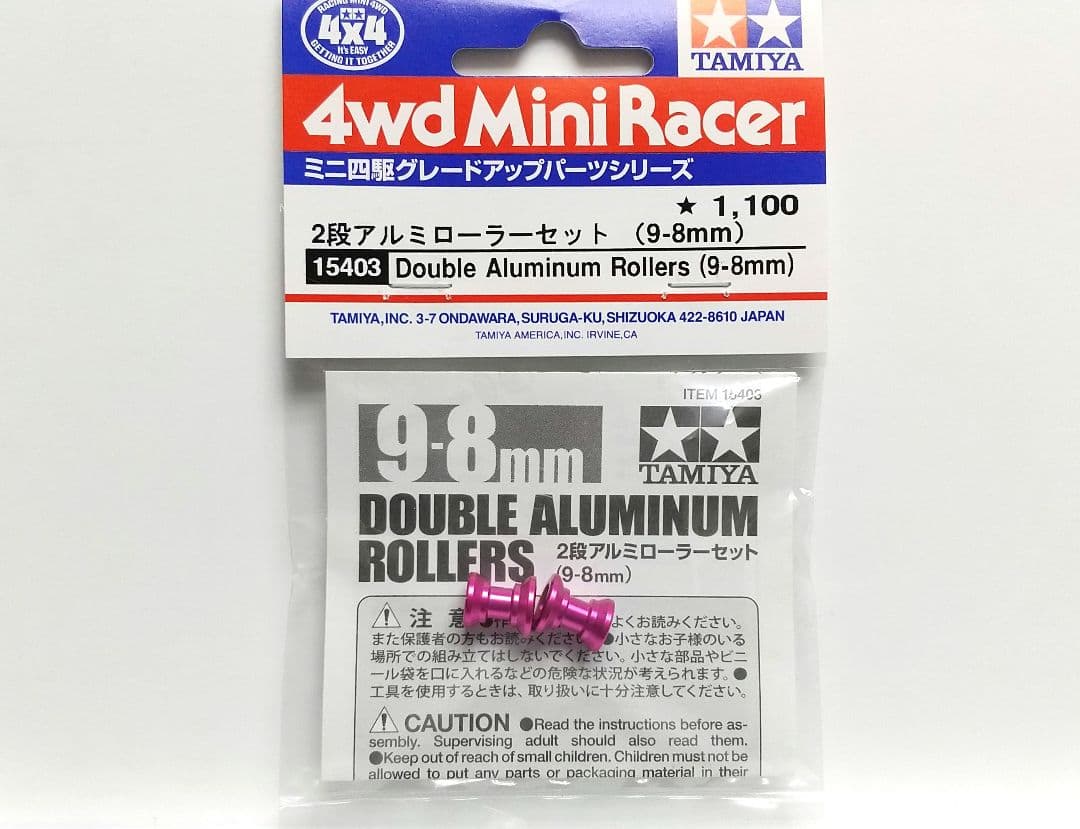 RACING MINI 4WD
4x4
It's EASY
GETTING IT TOGETHER
TAMIYA
4wd Mini Racer
ミニ四駆グレードアップパーツシリーズ
★ 1,100
2段アルミローラーセット (9-8mm)
15403 Double Aluminum Rollers (9-8mm)
TAMIYA,INC. 3-7 ONDAWARA, SURUGA-KU, SHIZUOKA 422-8610 JAPAN
TAMIYA AMERICA,INC. IRVINE,CA
ITEM 15403
9-8mm
TAMIYA
DOUBLE ALUMINUM
ROLLERS 2段アルミローラーセット
(9-8mm)
注 意 よくお読みください。
また保護者の方もお読みください。●小さなお子様のいる
場所での組み立てはしないでください。小さな部品やビニ
ール袋を口に入れるなどの危険な状況が考えられます。●
工具を使用するときは、取り扱いに十分注意してください。
CAUTION ●Read the instructions before as-
sembly. Supervising adult should also read them.
●Keep out of reach of small children. Children must not be
allowed to put any parts or packaging material in their